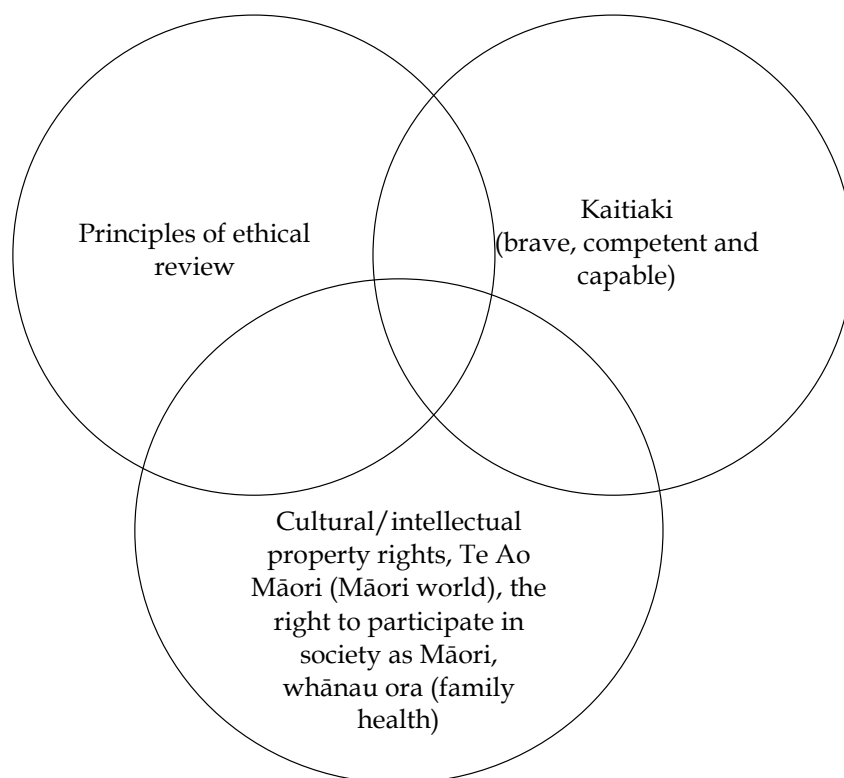 Principles of ethical
review
Kaitiaki
(brave, competent and
capable)
Cultural/intellectual
property rights, Te Ao
Māori (Māori world), the
right to participate in
society as Māori,
whānau ora (family
health)